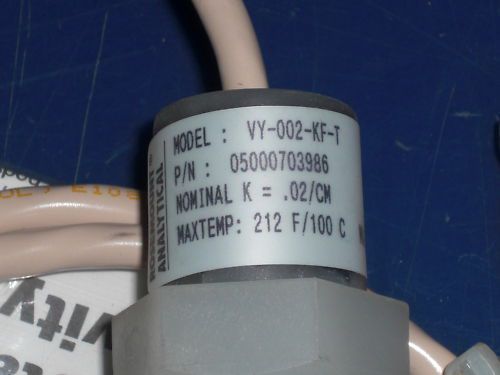 MODEL : VY-002-KF-T
P/N : 05000703986
NOMINAL K = .02/CM
MAXTEMP: 212 F/100 C
ANALYTICAL